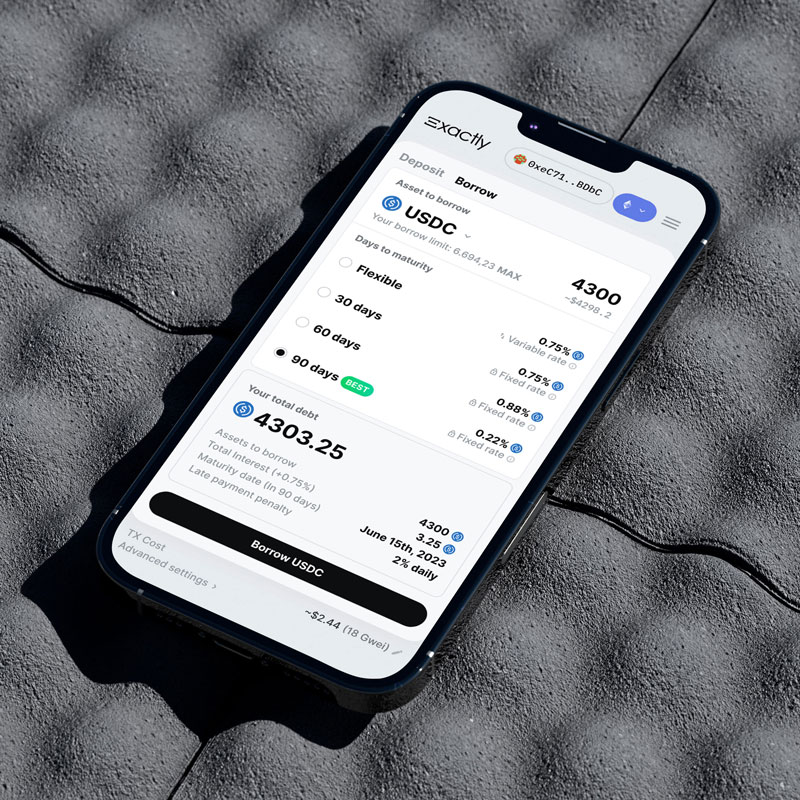 Exactly
0xeC71..BDbC
Deposit Borrow
Asset to borrow
USDC
4300
Your borrow limit: 6.694,23 MAX
~$4298.2
Days to maturity
Flexible
0.75%
Variable rate
30 days
0.75%
Fixed rate
60 days
0.88%
Fixed rate
90 days BEST
0.22%
Fixed rate
Your total debt
4303.25
Assets to borrow
4300
Total Interest (+0.75%)
3.25
Maturity date (In 90 days)
June 15th, 2023
Late payment penalty
2% daily
Borrow USDC
TX Cost
~$2.44 (18 Gwei)
Advanced settings